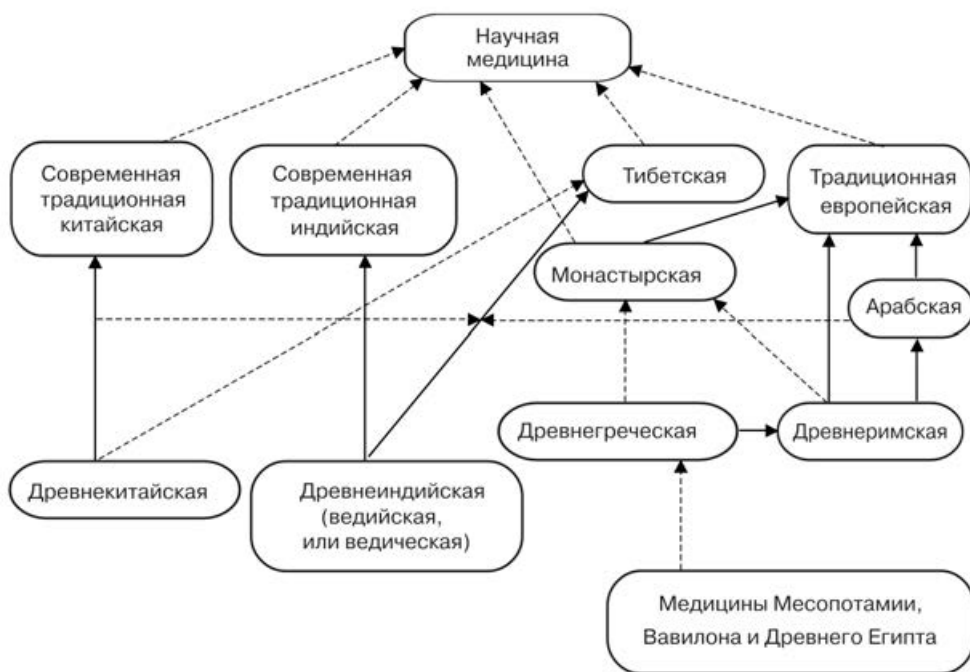 Научная
медицина
Современная
традиционная
китайская
Современная
традиционная
индийская
Тибетская
Традиционная
европейская
Монастырская
Арабская
Древнегреческая
Древнеримская
Древнекитайская
Древнеиндийская
(ведийская,
или ведическая)
Медицины Месопотамии,
Вавилона и Древнего Египта